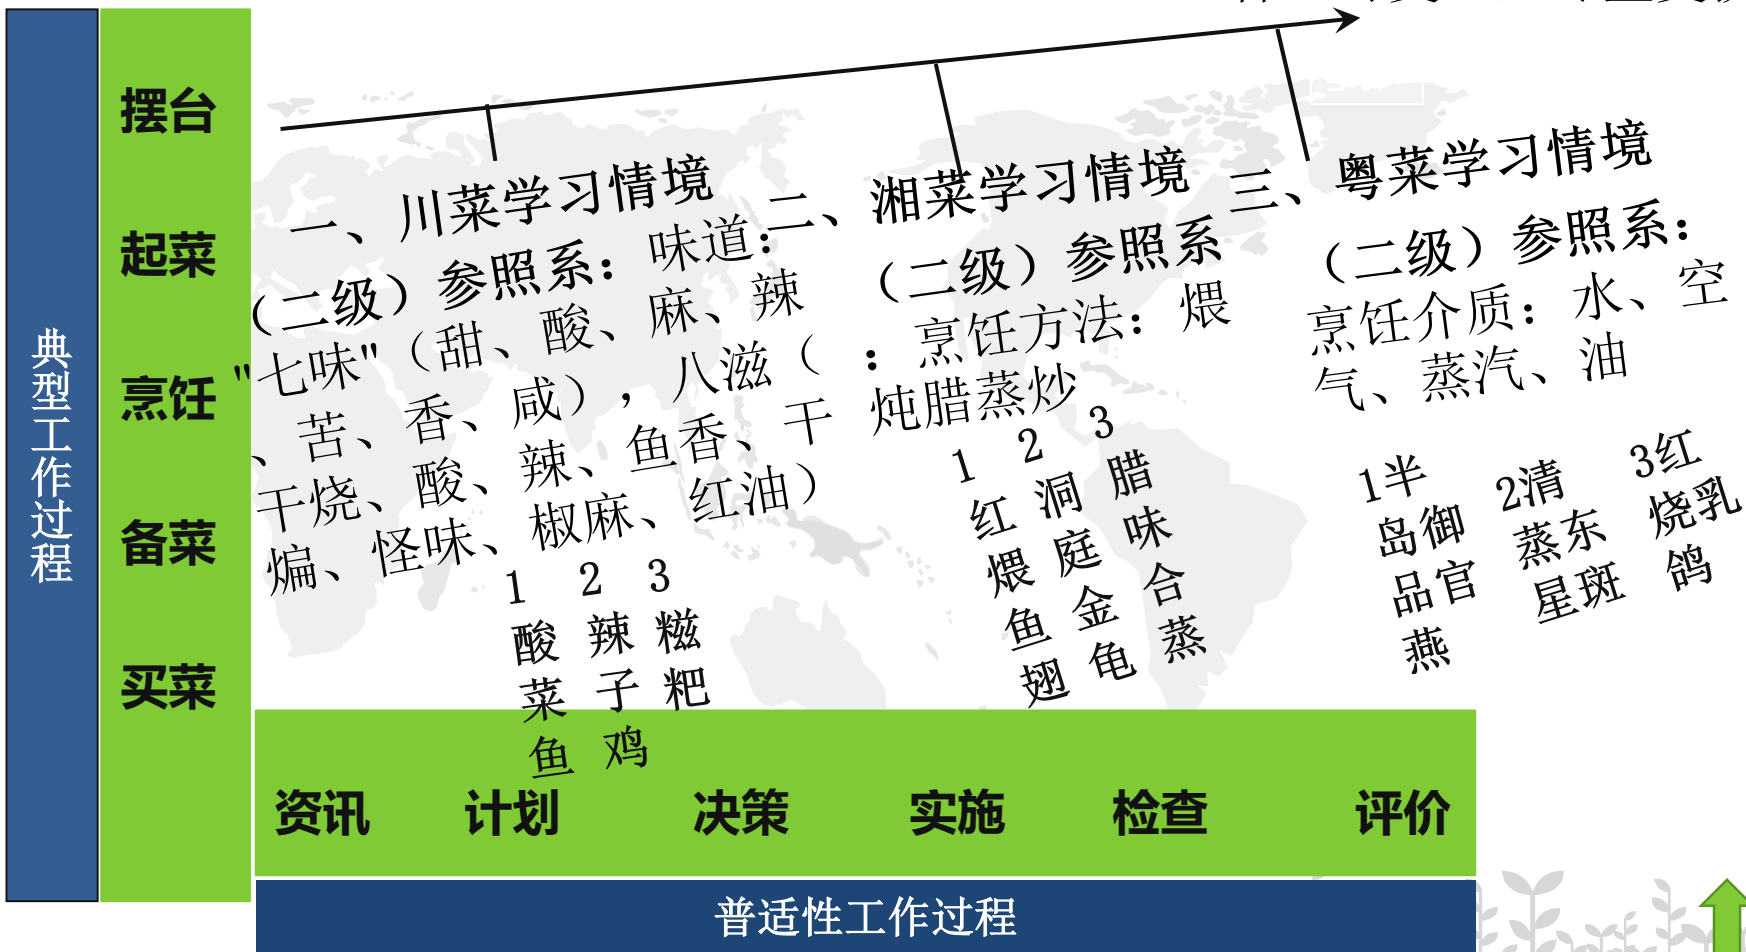 典型工作过程
摆台
起菜
烹饪
备菜
买菜
一、川菜学习情境
（二级）参照系：味道：
"七味"（甜、酸、麻、辣
、苦、香、咸），八滋（
干烧、酸、辣、鱼香、干
煸、怪味、椒麻、红油）
1酸菜鱼
2辣子鸡
3糍粑
二、湘菜学习情境
（二级）参照系
：烹饪方法：煨
炖腊蒸炒
1红煨鱼翅
2洞庭金龟
3腊味合蒸
三、粤菜学习情境
（二级）参照系：
烹饪介质：水、空
气、蒸汽、油
1半
岛御
品官
燕
2清
蒸东
星斑
3红
烧乳
鸽
资讯
计划
决策
实施
检查
评价
普适性工作过程